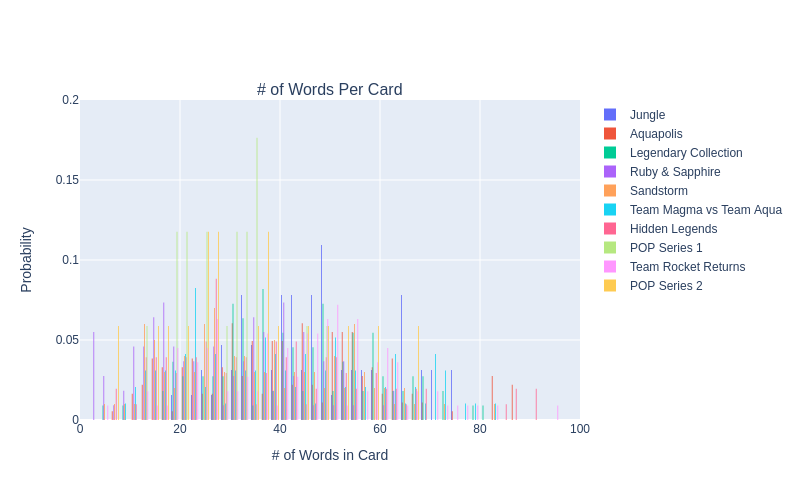 # of Words Per Card
0.2
0.15
0.1
0.05
0
0
20
40
60
80
100
Probability
# of Words in Card
Jungle
Aquapolis
Legendary Collection
Ruby & Sapphire
Sandstorm
Team Magma vs Team Aqua
Hidden Legends
POP Series 1
Team Rocket Returns
POP Series 2